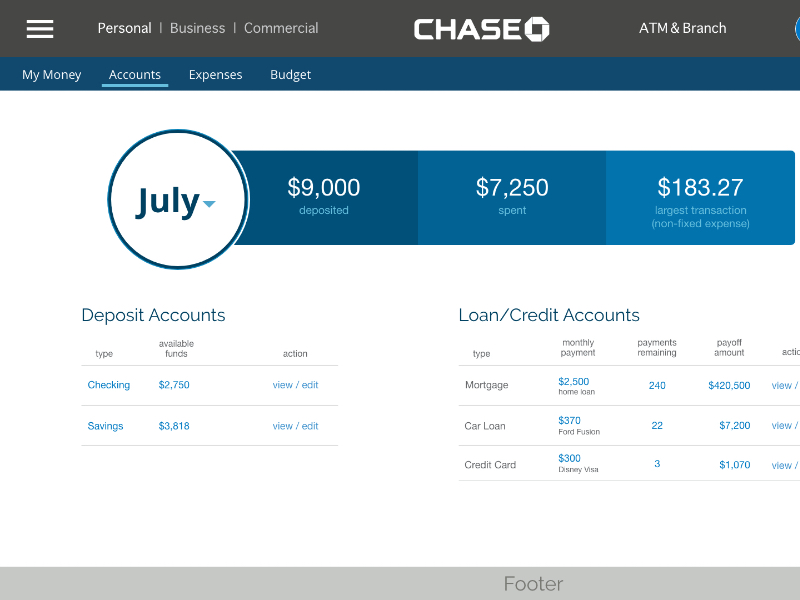 Personal | Business | Commercial
CHASE
ATM & Branch
My Money Accounts Expenses Budget
July
$9,000
deposited
$7,250
spent
$183.27
largest transaction
(non-fixed expense)
Deposit Accounts
type available funds action
Checking $2,750 view / edit
Savings $3,818 view / edit
Loan/Credit Accounts
type monthly payment payments remaining payoff amount
Mortgage $2,500 240 $420,500 view /
home loan
Car Loan $370 22 $7,200 view /
Ford Fusion
Credit Card $300 3 $1,070 view /
Disney Visa
Footer